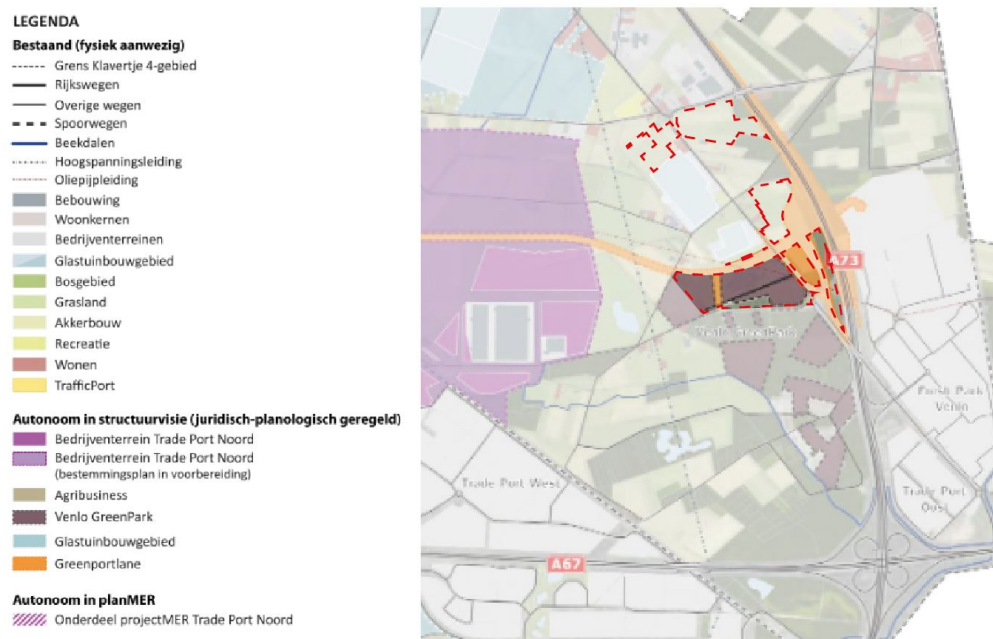 LEGENDA
Bestaand (fysiek aanwezig)
Grens Klavertje 4-gebied
Rijkswegen
Overige wegen
Spoorwegen
Beekdalen
Hoogspanningsleiding
Oliepijpleiding
Bebouwing
Woonkernen
Bedrijventerreinen
Glastuinbouwgebied
Bosgebied
Grasland
Akkerbouw
Recreatie
Wonen
TrafficPort
Autonoom in structuurvisie (juridisch-planologisch geregeld)
Bedrijventerrein Trade Port Noord
Bedrijventerrein Trade Port Noord
(bestemmingsplan in voorbereiding)
Agribusiness
Venlo GreenPark
Glastuinbouwgebied
Greenportlane
Autonoom in planMER
Onderdeel projectMER Trade Port Noord
A73
Venlo GreenPark
Fresh Park
Venlo
Trade Port West
Trade Port
Oost
A67